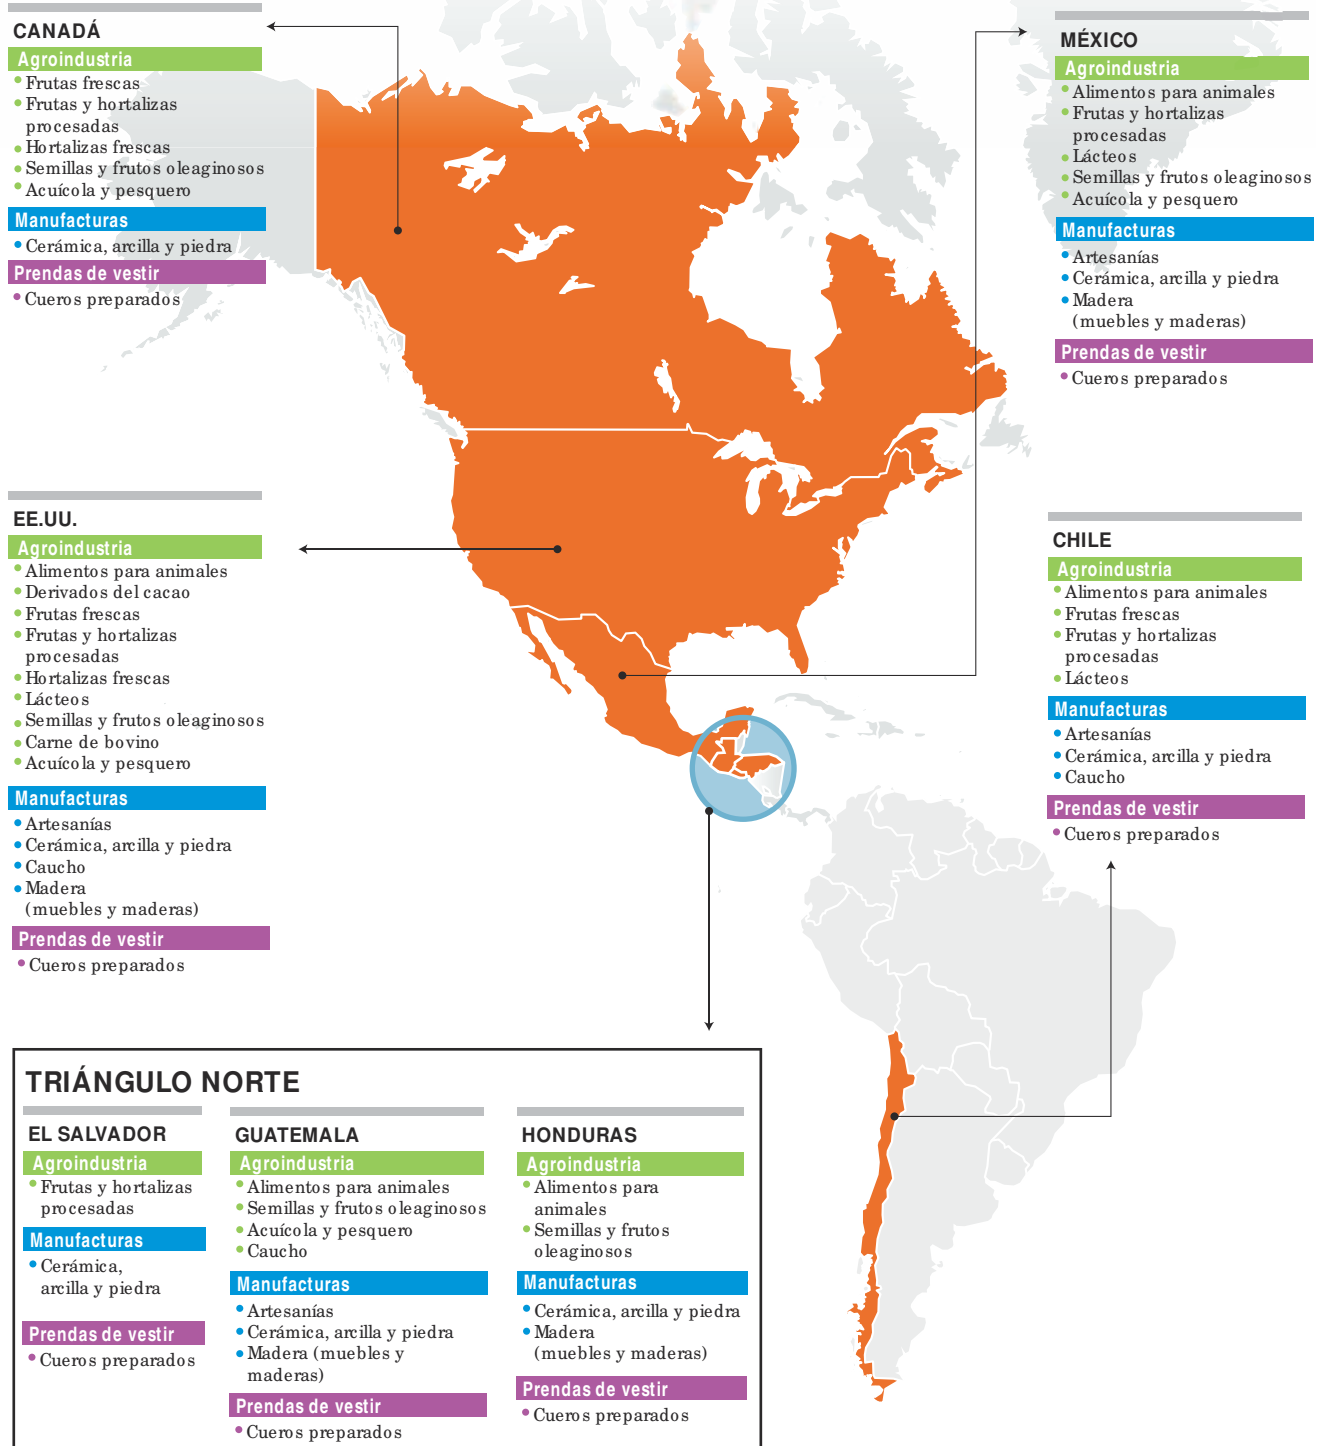 CANADÁ
Agroindustria
Frutas frescas
Frutas y hortalizas
procesadas
Hortalizas frescas
Semillas y frutos oleaginosos
Acuícola y pesquero
Manufacturas
Cerámica, arcilla y piedra
Prendas de vestir
Cueros preparados
MÉXICO
Agroindustria
Alimentos para animales
Frutas y hortalizas
procesadas
Lácteos
Semillas y frutos oleaginosos
Acuícola y pesquero
Manufacturas
Artesanías
Cerámica, arcilla y piedra
Madera
(muebles y maderas)
Prendas de vestir
Cueros preparados
EE.UU.
Agroindustria
Alimentos para animales
Derivados del cacao
Frutas frescas
Frutas y hortalizas
procesadas
Hortalizas frescas
Lácteos
Semillas y frutos oleaginosos
Carne de bovino
Acuícola y pesquero
Manufacturas
Artesanías
Cerámica, arcilla y piedra
Caucho
Madera
(muebles y maderas)
Prendas de vestir
Cueros preparados
CHILE
Agroindustria
Alimentos para animales
Frutas frescas
Frutas y hortalizas
procesadas
Lácteos
Manufacturas
Artesanías
Cerámica, arcilla y piedra
Caucho
Prendas de vestir
Cueros preparados
TRIÁNGULO NORTE
EL SALVADOR
Agroindustria
Frutas y hortalizas
procesadas
Manufacturas
Cerámica,
arcilla y piedra
Prendas de vestir
Cueros preparados
GUATEMALA
Agroindustria
Alimentos para animales
Semillas y frutos oleaginosos
Acuícola y pesquero
Caucho
Manufacturas
Artesanías
Cerámica, arcilla y piedra
Madera (muebles y
maderas)
Prendas de vestir
Cueros preparados
HONDURAS
Agroindustria
Alimentos para
animales
Semillas y frutos
oleaginosos
Manufacturas
Cerámica, arcilla y piedra
Madera
(muebles y maderas)
Prendas de vestir
Cueros preparados